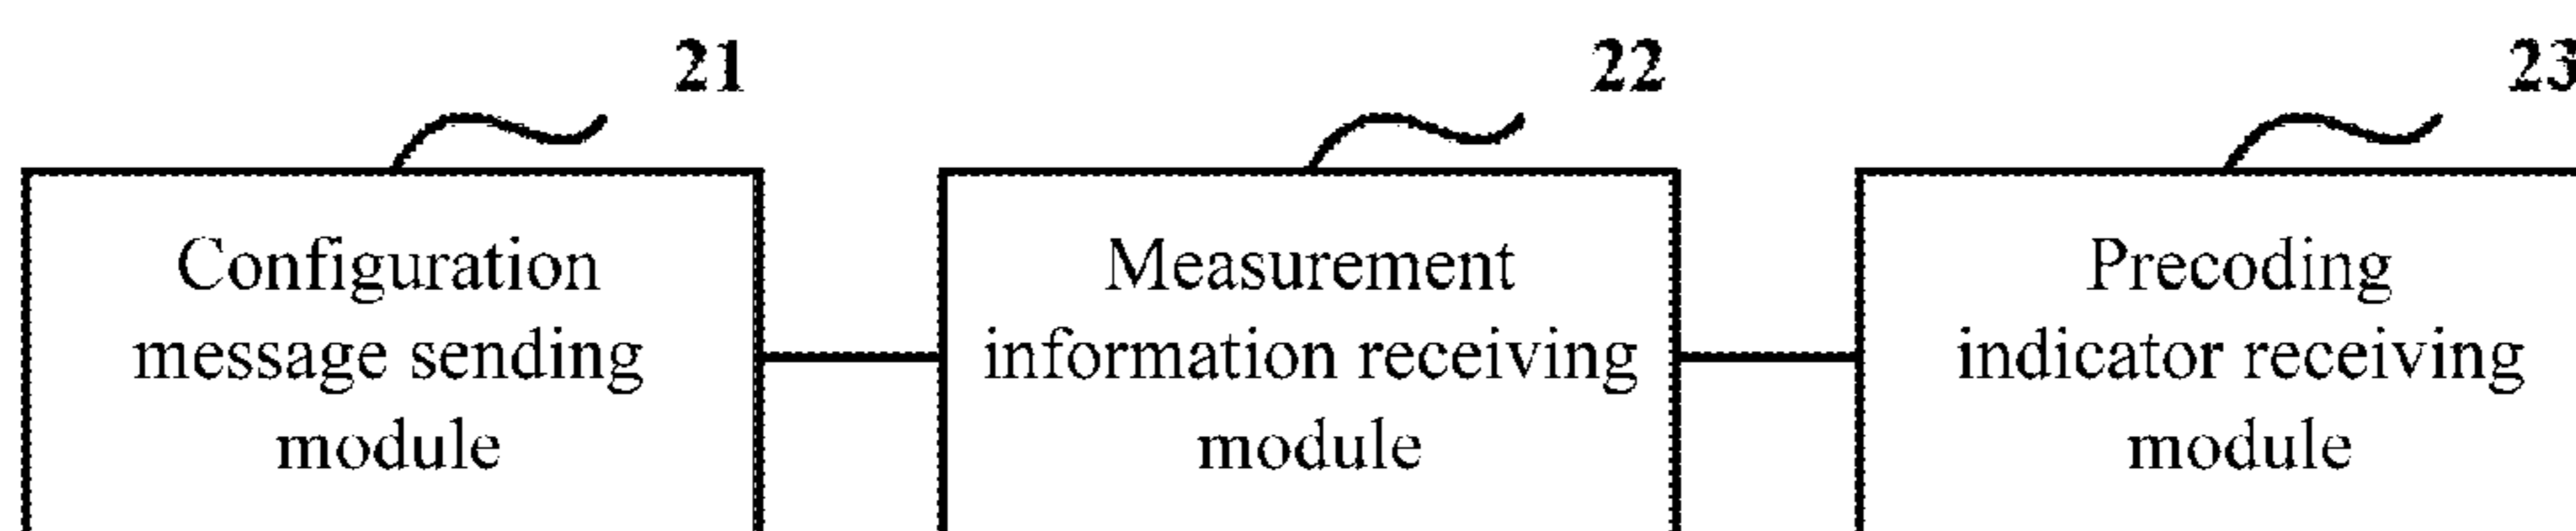 21
22
23
Configuration
message sending
module
Measurement
information receiving
module
Precoding
indicator receiving
module